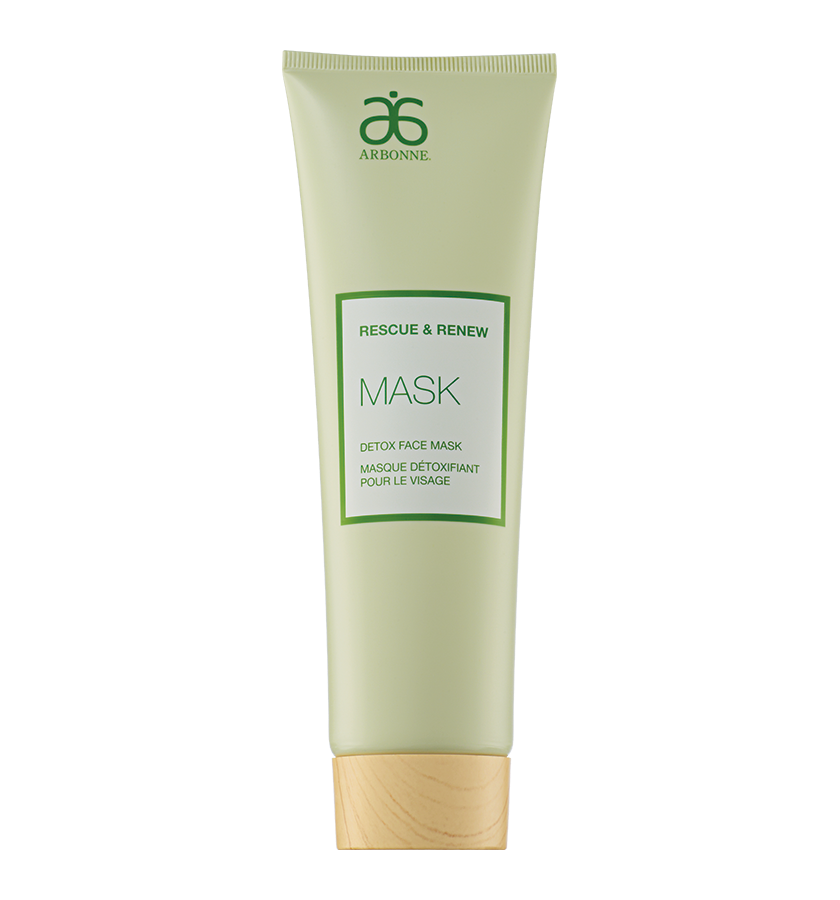 ARBONNE.
RESCUE & RENEW
MASK
DETOX FACE MASK
MASQUE DÉTOXIFIANT
POUR LE VISAGE